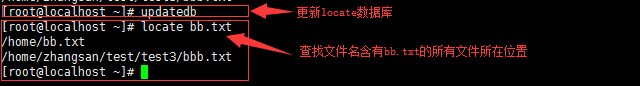 [root@localhost ~]# updatedb
更新locate数据库
[root@localhost ~]# locate bb.txt
/home/bb.txt
查找文件名含有bb.txt的所有文件所在位置
/home/zhangsan/test/test3/bbb.txt
[root@localhost ~]#